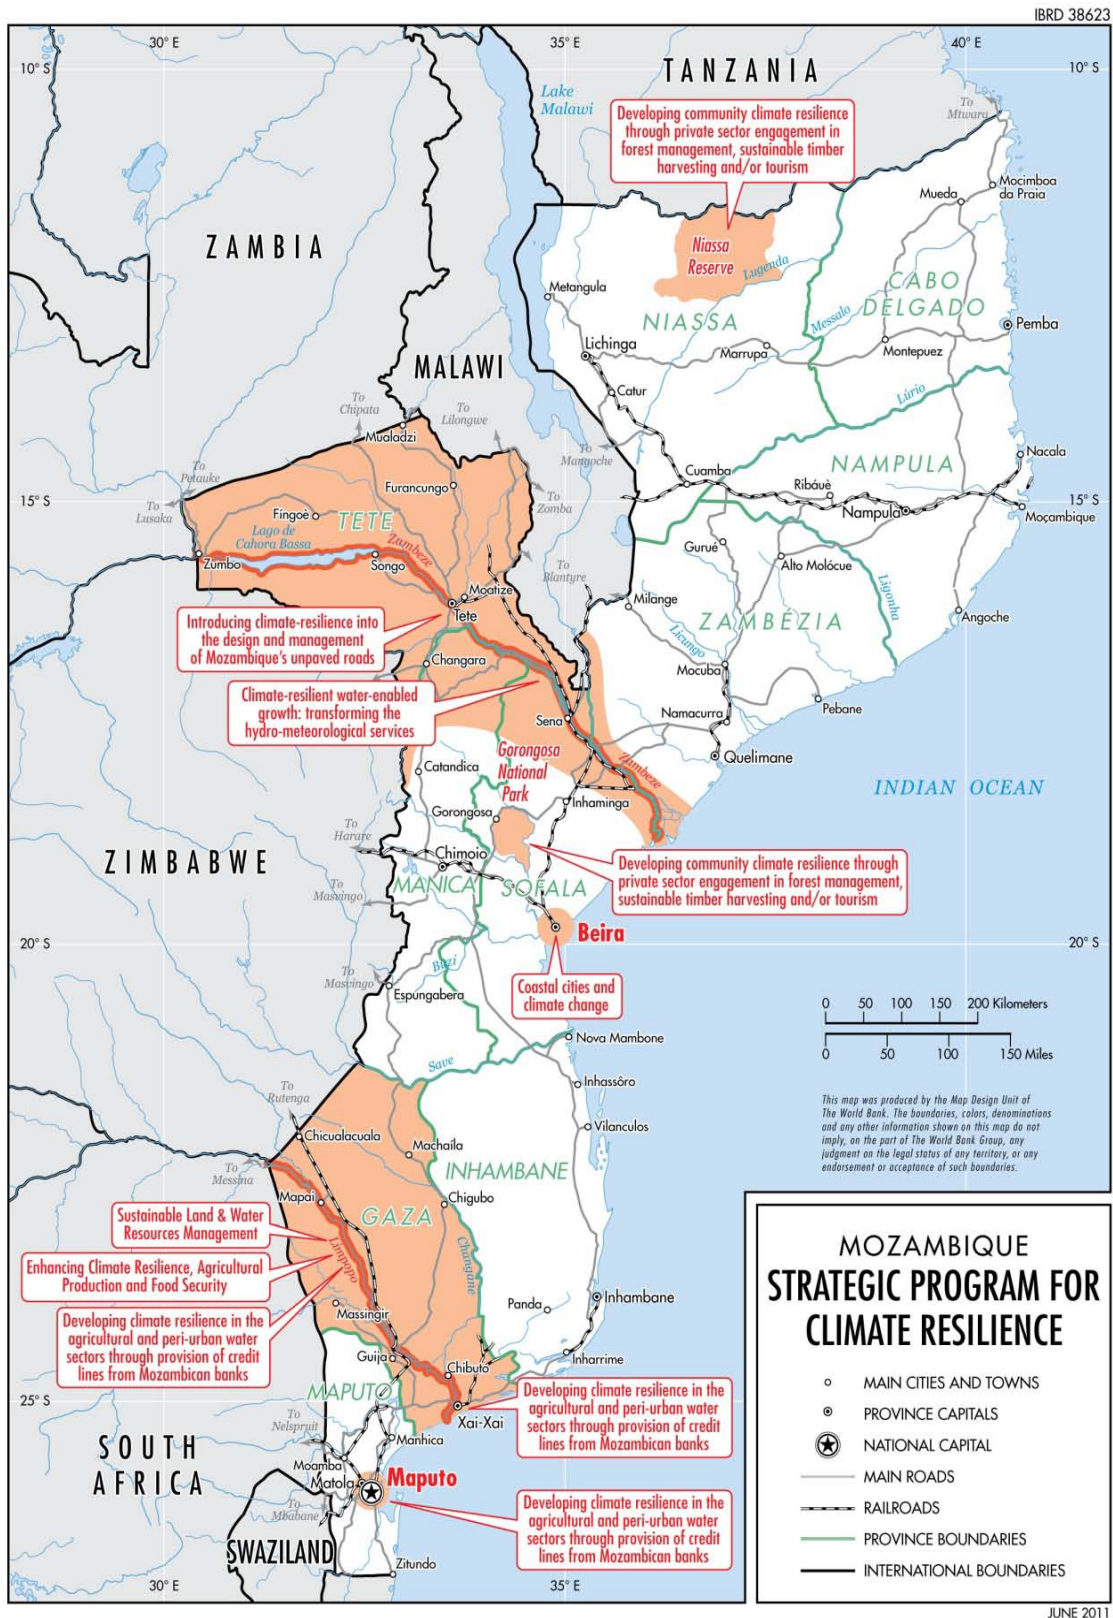 IBRD 38623
30° E
35° E
40° E
10° S
10° S
TANZANIA
Lake
Malawi
To
Mtwara
Developing community climate resilience
through private sector engagement in
forest management, sustainable timber
harvesting and/or tourism
Mocimboa
da Praia
Mueda
ZAMBIA
Niassa
Reserve
Lugenda
CABO
DELGADO
Metangula
NIASSA
Messalo
Pemba
Lichinga
Marrupa
Montepuez
MALAWI
Catur
Lúrio
To
Chipata
To
Lilongwe
Mualadzi
To
Mangoche
Nacala
To
Petauke
Cuamba
NAMPULA
Furancungo
Ribáuè
15° S
15° S
To
Lusaka
To
Zomba
Fingoè
TETE
Nampula
Moçambique
Lago de
Cahora Bassa
Zambeze
Gurué
Zumbo
Songo
Alto Molócue
To
Blantyre
Ligonha
Moatize
Milange
Tete
Angoche
Introducing climate-resilience into
the design and management
of Mozambique's unpaved roads
ZAMBÉZIA
Licungo
Changara
Mocuba
Climate-resilient water-enabled
growth: transforming the
hydro-meteorological services
Pebane
Sena
Namacurra
Gorongosa
National
Park
Zambeze
Quelimane
Catandica
INDIAN OCEAN
Inhaminga
Gorongosa
To
Harare
ZIMBABWE
Chimoio
Developing community climate resilience through
private sector engagement in forest management,
sustainable timber harvesting and/or tourism
MANICA
SOFALA
To
Masvingo
Beira
20° S
20° S
Buzi
To
Masvingo
Espungabera
Coastal cities and
climate change
0 50 100 150 200 Kilometers
0 50 100 150 Miles
Nova Mambone
Save
To
Rutenga
Inhassôro
This map was produced by the Map Design Unit of
The World Bank. The boundaries, colors, denominations
and any other information shown on this map do not
imply, on the part of The World Bank Group, any
judgment on the legal status of any territory, or any
endorsement or acceptance of such boundaries.
Vilanculos
Chicualacuala
Machaíla
To
Messina
INHAMBANE
Mapai
Chigubo
GAZA
Sustainable Land & Water
Resources Management
Limpopo
Changane
Enhancing Climate Resilience, Agricultural
Production and Food Security
Panda
Inhambane
Massingir
Developing climate resilience in the
agricultural and peri-urban water
sectors through provision of credit
lines from Mozambican banks
Guija
Chibuto
Inharrime
MAPUTO
Developing climate resilience in the
agricultural and peri-urban water
sectors through provision of credit
lines from Mozambican banks
25° S
Xai-Xai
To
Nelspruit
Manhica
SOUTH
AFRICA
Moamba
Matola
Maputo
To
Mbabane
Developing climate resilience in the
agricultural and peri-urban water
sectors through provision of credit
lines from Mozambican banks
SWAZILAND
Zitundo
30° E
35° E
MOZAMBIQUE
STRATEGIC PROGRAM FOR
CLIMATE RESILIENCE
MAIN CITIES AND TOWNS
PROVINCE CAPITALS
NATIONAL CAPITAL
MAIN ROADS
RAILROADS
PROVINCE BOUNDARIES
INTERNATIONAL BOUNDARIES
JUNE 2011